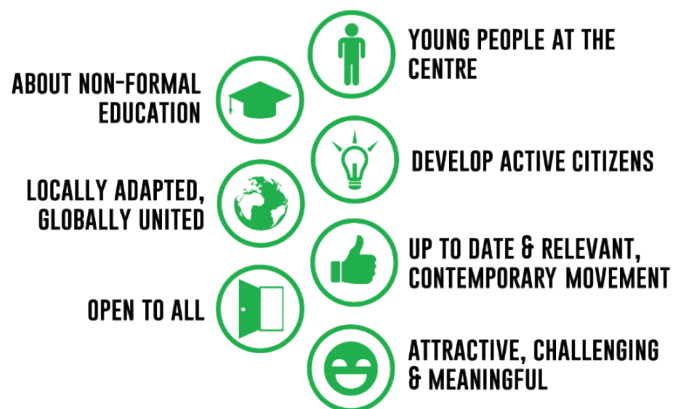 YOUNG PEOPLE AT THE
CENTRE
ABOUT NON-FORMAL
EDUCATION
DEVELOP ACTIVE CITIZENS
LOCALLY ADAPTED,
GLOBALLY UNITED
UP TO DATE & RELEVANT,
CONTEMPORARY MOVEMENT
OPEN TO ALL
ATTRACTIVE, CHALLENGING
& MEANINGFUL